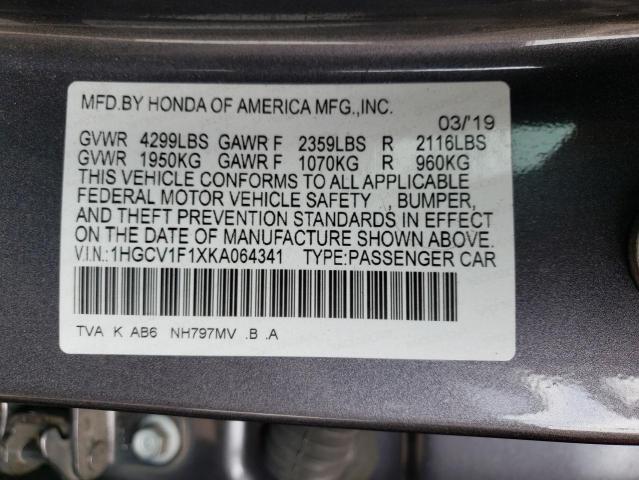 MFD.BY HONDA OF AMERICA MFG.,INC.
03/'19
GVWR 4299LBS GAWR F 2359LBS R 2116LBS
GVWR 1950KG GAWR F 1070KG R 960KG
THIS VEHICLE CONFORMS TO ALL APPLICABLE
FEDERAL MOTOR VEHICLE SAFETY , BUMPER,
AND THEFT PREVENTION STANDARDS IN EFFECT
ON THE DATE OF MANUFACTURE SHOWN ABOVE.
V.I.N.:1HGCV1F1XKA064341 TYPE:PASSENGER CAR
TVA K AB6 NH797MV .B .A